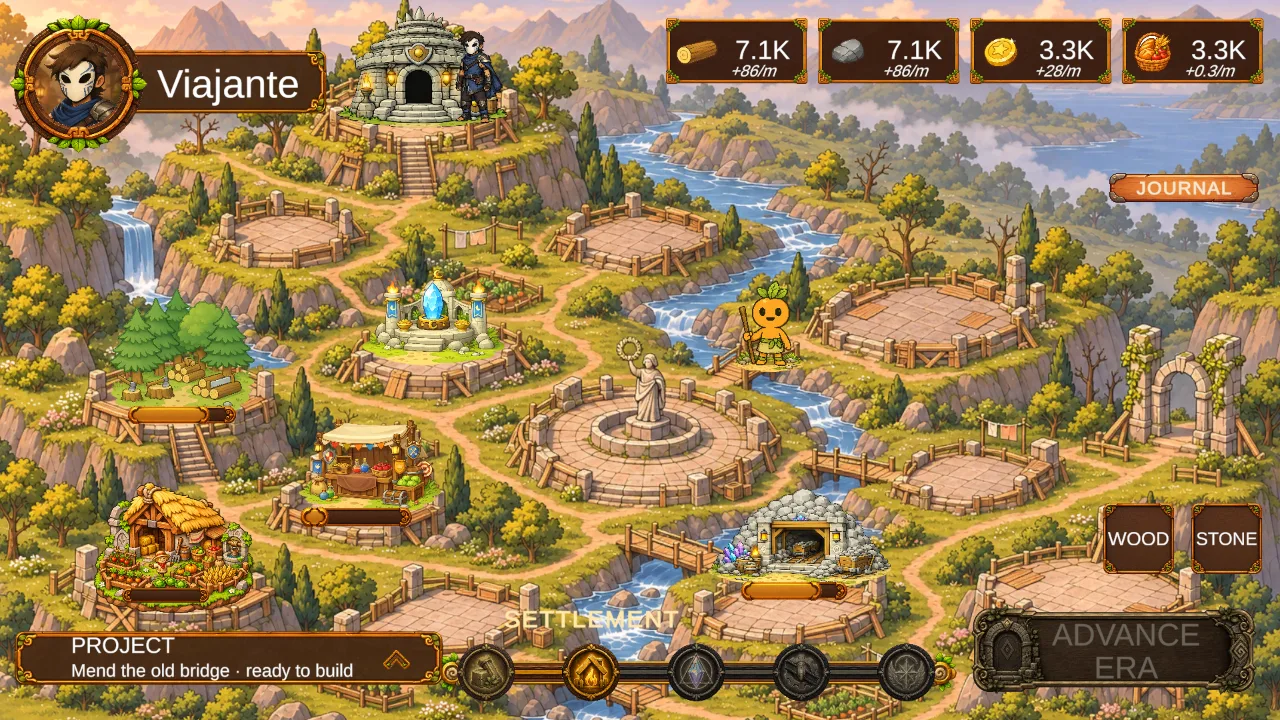 Viajante
7.1K
+86/m
7.1K
+86/m
3.3K
+28/m
3.3K
+0.3/m
JOURNAL
WOOD
STONE
SETTLEMENT
PROJECT
Mend the old bridge · ready to build
ADVANCE
ERA